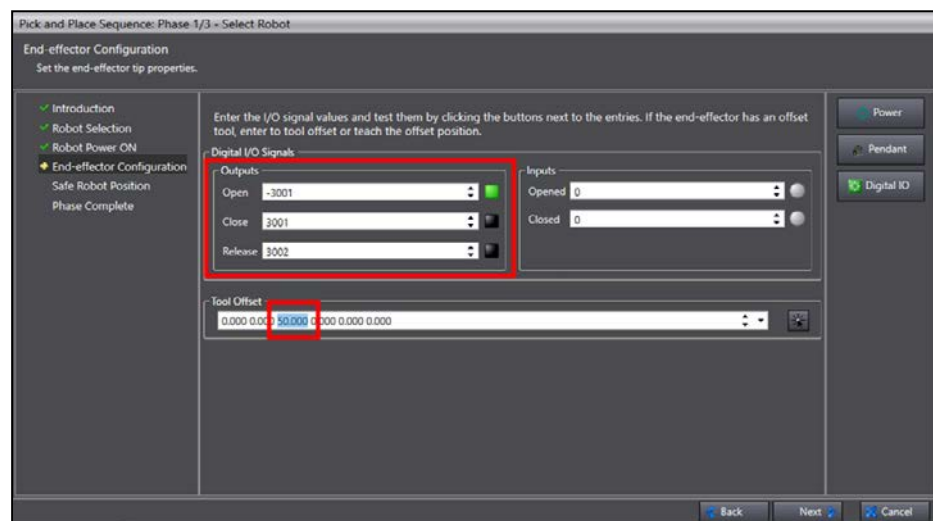 Pick and Place Sequence: Phase 1/3 - Select Robot
End-effector Configuration
Set the end-effector tip properties.
Introduction
Robot Selection
Robot Power ON
End-effector Configuration
Safe Robot Position
Phase Complete
Enter the I/O signal values and test them by clicking the buttons next to the entries. If the end-effector has an offset
tool, enter to tool offset or teach the offset position.
Digital I/O Signals
Outputs
Open -3001
Close 3001
Release 3002
Inputs
Opened 0
Closed 0
Tool Offset
0.000 0.000 50.000 0.000 0.000 0.000
Power
Pendant
Digital IO
Back Next Cancel